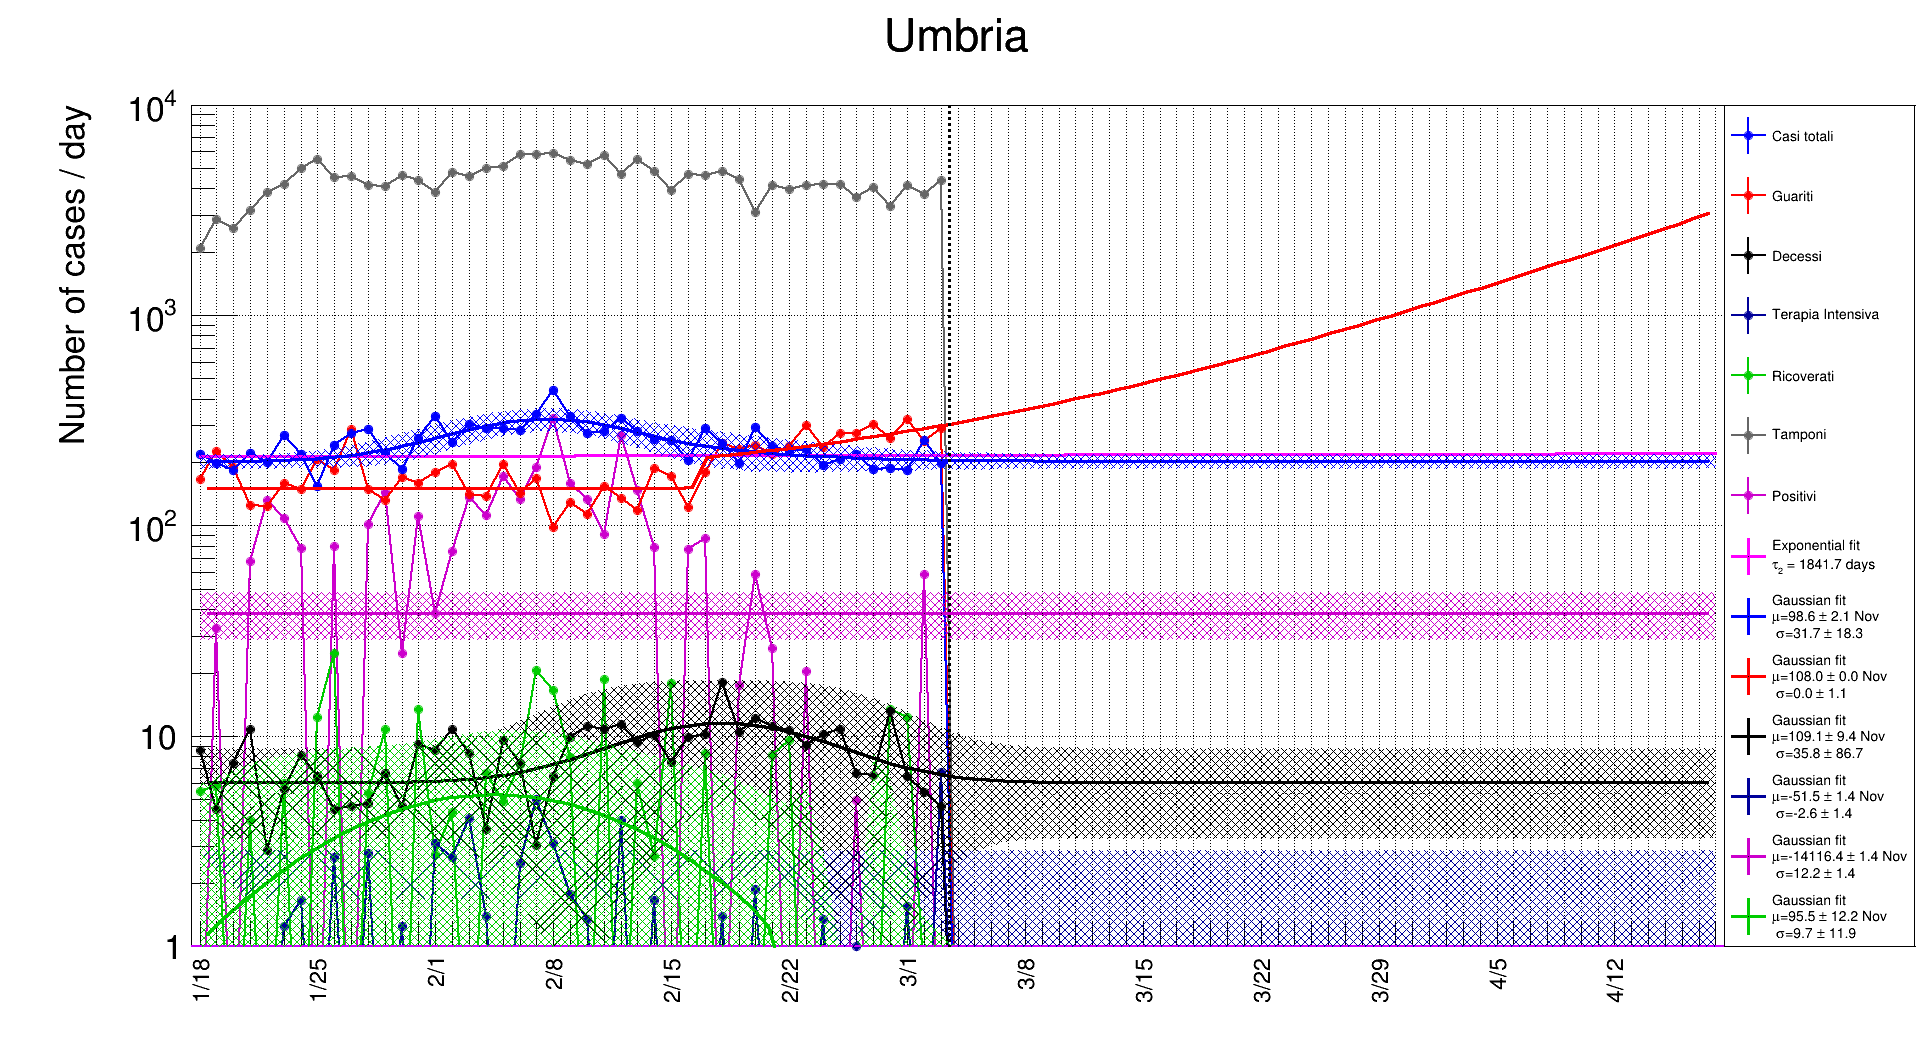 Umbria
Number of cases / day
10⁴
10³
10²
10
1
1/18
1/25
2/1
2/8
2/15
2/22
3/1
3/8
3/15
3/22
3/29
4/5
4/12
Casi totali
Guariti
Decessi
Terapia Intensiva
Ricoverati
Tamponi
Positivi
Exponential fit
τ₂ = 1841.7 days
Gaussian fit
μ=98.6 ± 2.1 Nov
σ=31.7 ± 18.3
Gaussian fit
μ=108.0 ± 0.0 Nov
σ=0.0 ± 1.1
Gaussian fit
μ=109.1 ± 9.4 Nov
σ=35.8 ± 86.7
Gaussian fit
μ=-51.5 ± 1.4 Nov
σ=-2.6 ± 1.4
Gaussian fit
μ=-14116.4 ± 1.4 Nov
σ=12.2 ± 1.4
Gaussian fit
μ=95.5 ± 12.2 Nov
σ=9.7 ± 11.9